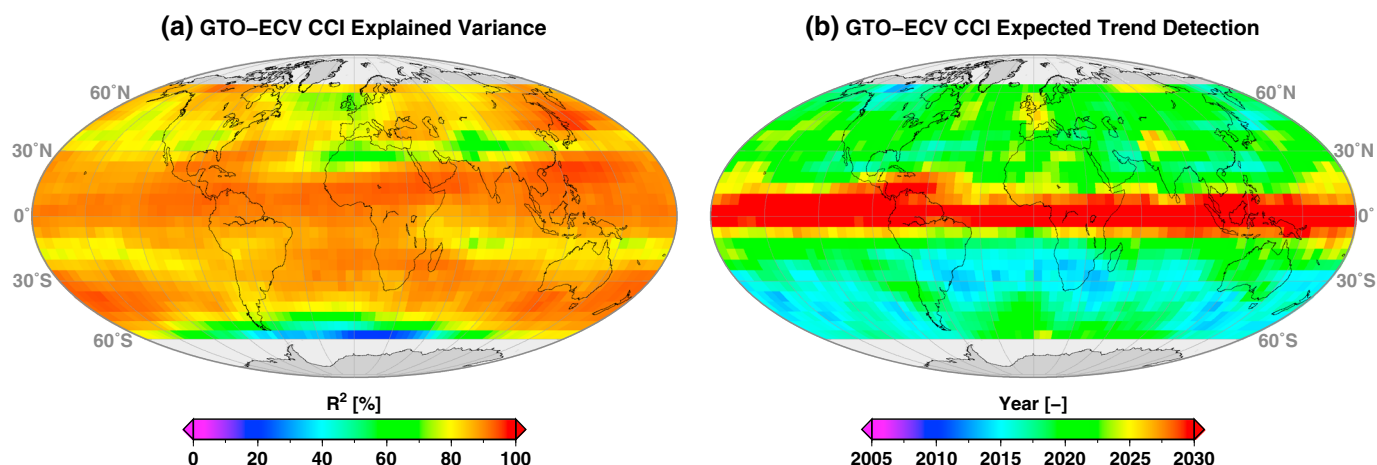 (a) GTO−ECV CCI Explained Variance
(b) GTO−ECV CCI Expected Trend Detection
60˚N
30˚N
0˚
30˚S
60˚S
60˚N
30˚N
0˚
30˚S
60˚S
R² [%]
0 20 40 60 80 100
Year [−]
2005 2010 2015 2020 2025 2030